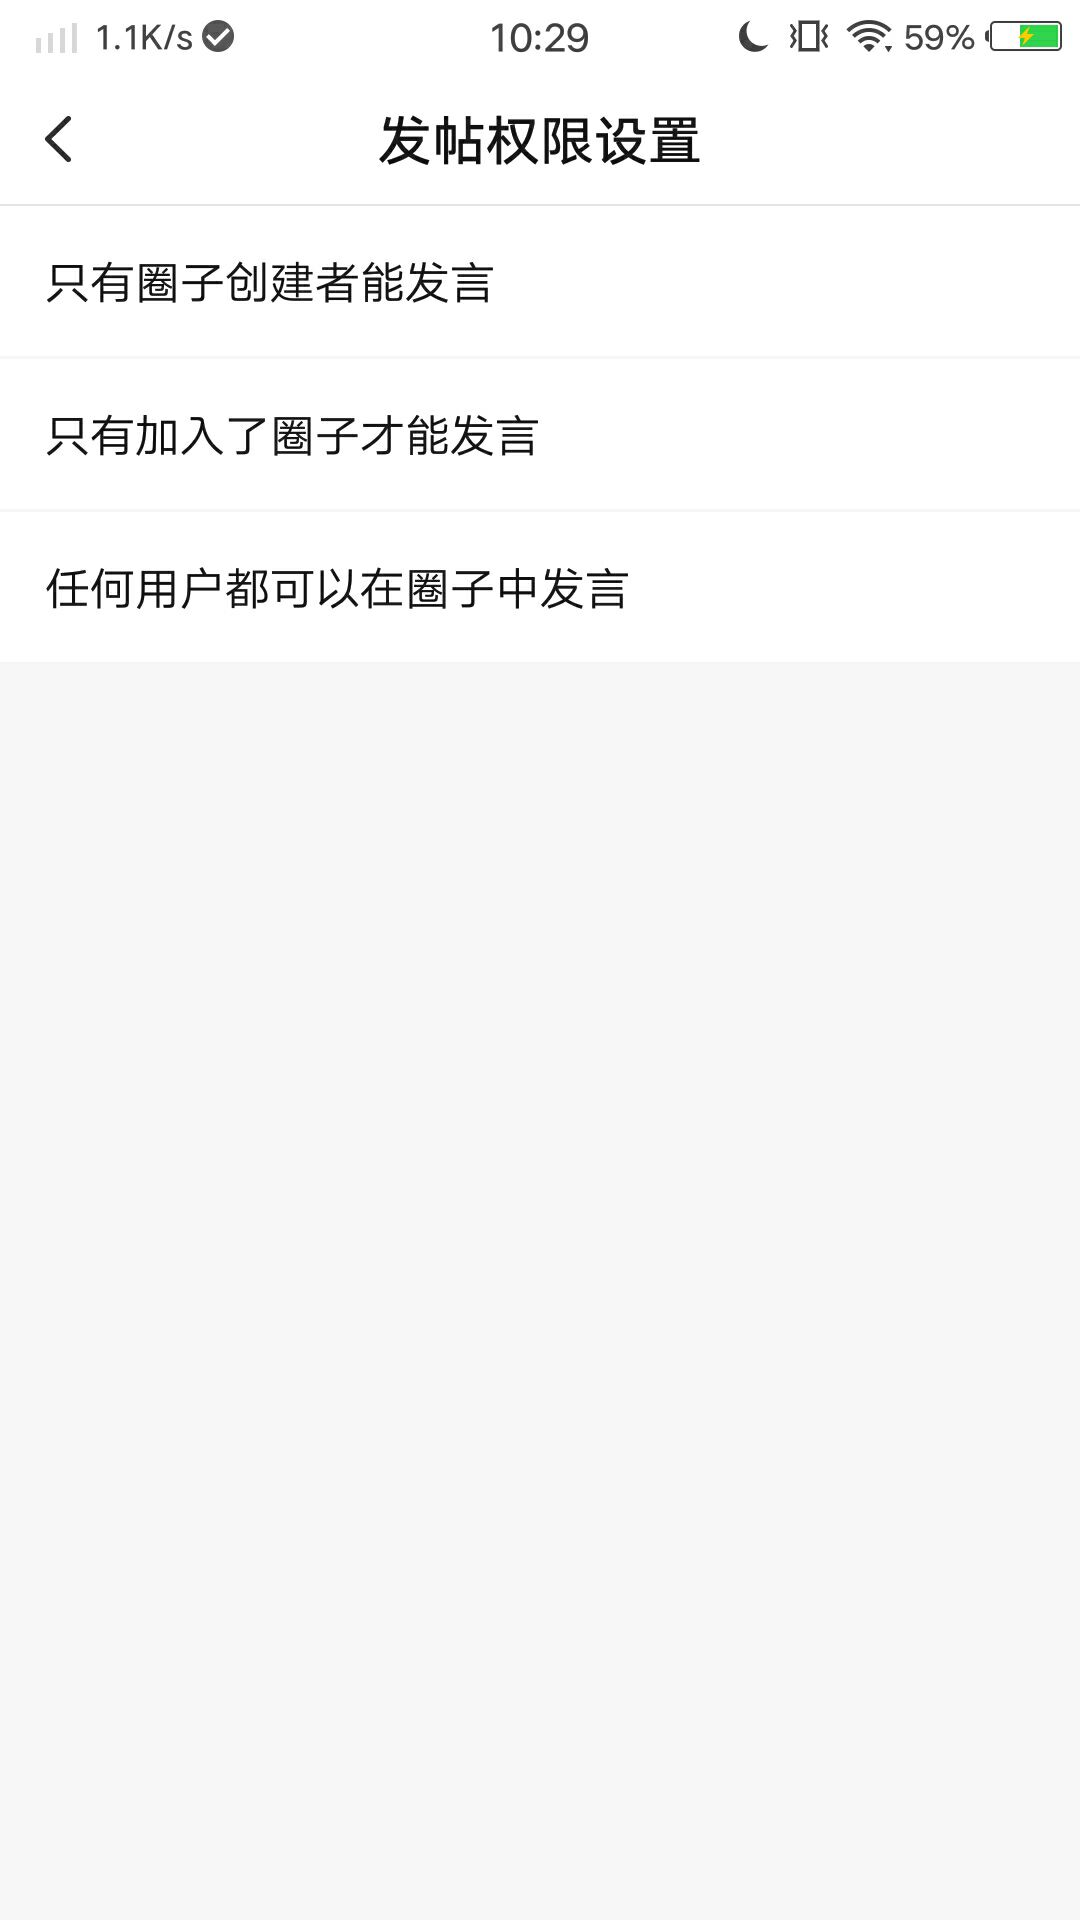 1.1K/s 10:29 59%
发帖权限设置
只有圈子创建者能发言
只有加入了圈子才能发言
任何用户都可以在圈子中发言